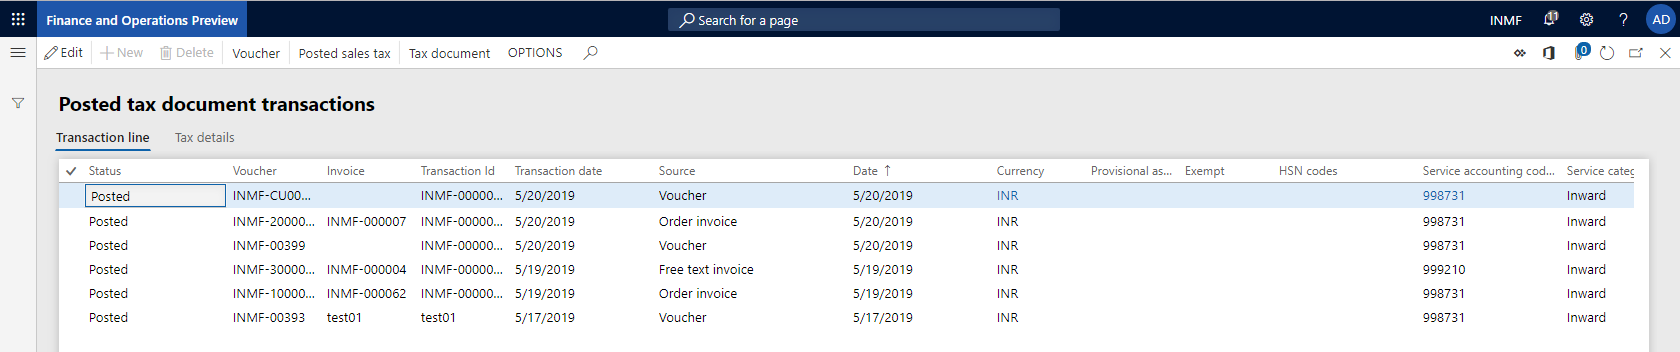 Finance and Operations Preview Search for a page INMF 11 ? AD
Edit New Delete Voucher Posted sales tax Tax document OPTIONS 0
Posted tax document transactions
Transaction line Tax details
Status Voucher Invoice Transaction Id Transaction date Source Date ↑ Currency Provisional as... Exempt HSN codes Service accounting cod... Service categ
Posted INMF-CU00... INMF-00000... 5/20/2019 Voucher 5/20/2019 INR 998731 Inward
Posted INMF-20000... INMF-000007 INMF-00000... 5/20/2019 Order invoice 5/20/2019 INR 998731 Inward
Posted INMF-00399 INMF-00000... 5/20/2019 Voucher 5/20/2019 INR 998731 Inward
Posted INMF-30000... INMF-000004 INMF-00000... 5/19/2019 Free text invoice 5/19/2019 INR 999210 Inward
Posted INMF-10000... INMF-000062 INMF-00000... 5/19/2019 Order invoice 5/19/2019 INR 998731 Inward
Posted INMF-00393 test01 test01 5/17/2019 Voucher 5/17/2019 INR 998731 Inward